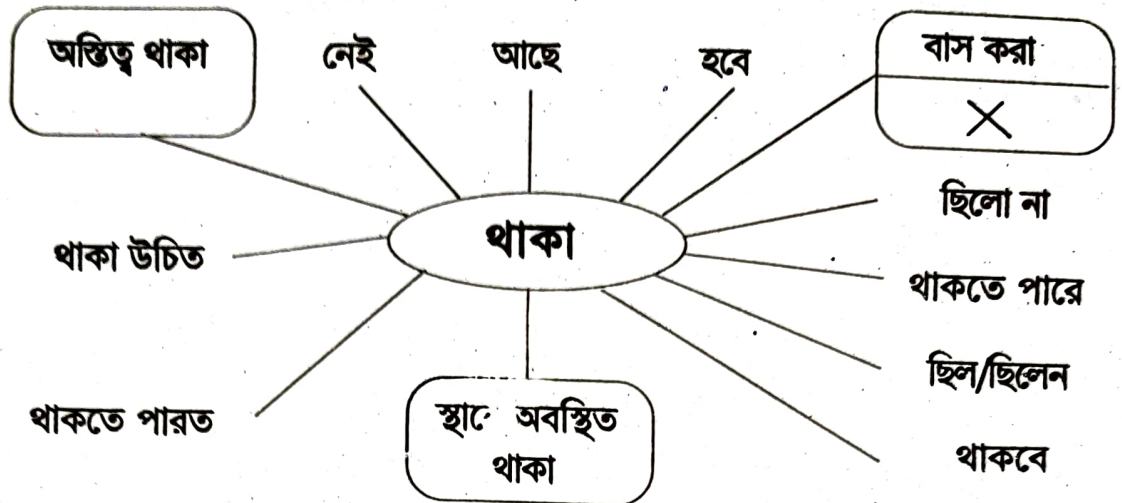 অস্তিত্ব থাকা
নেই
আছে
হবে
বাস করা
ছিলো না
থাকা
থাকা উচিত
থাকতে পারে
ছিল/ছিলেন
থাকতে পারত
অবস্থিত
থাকা
থাকবে